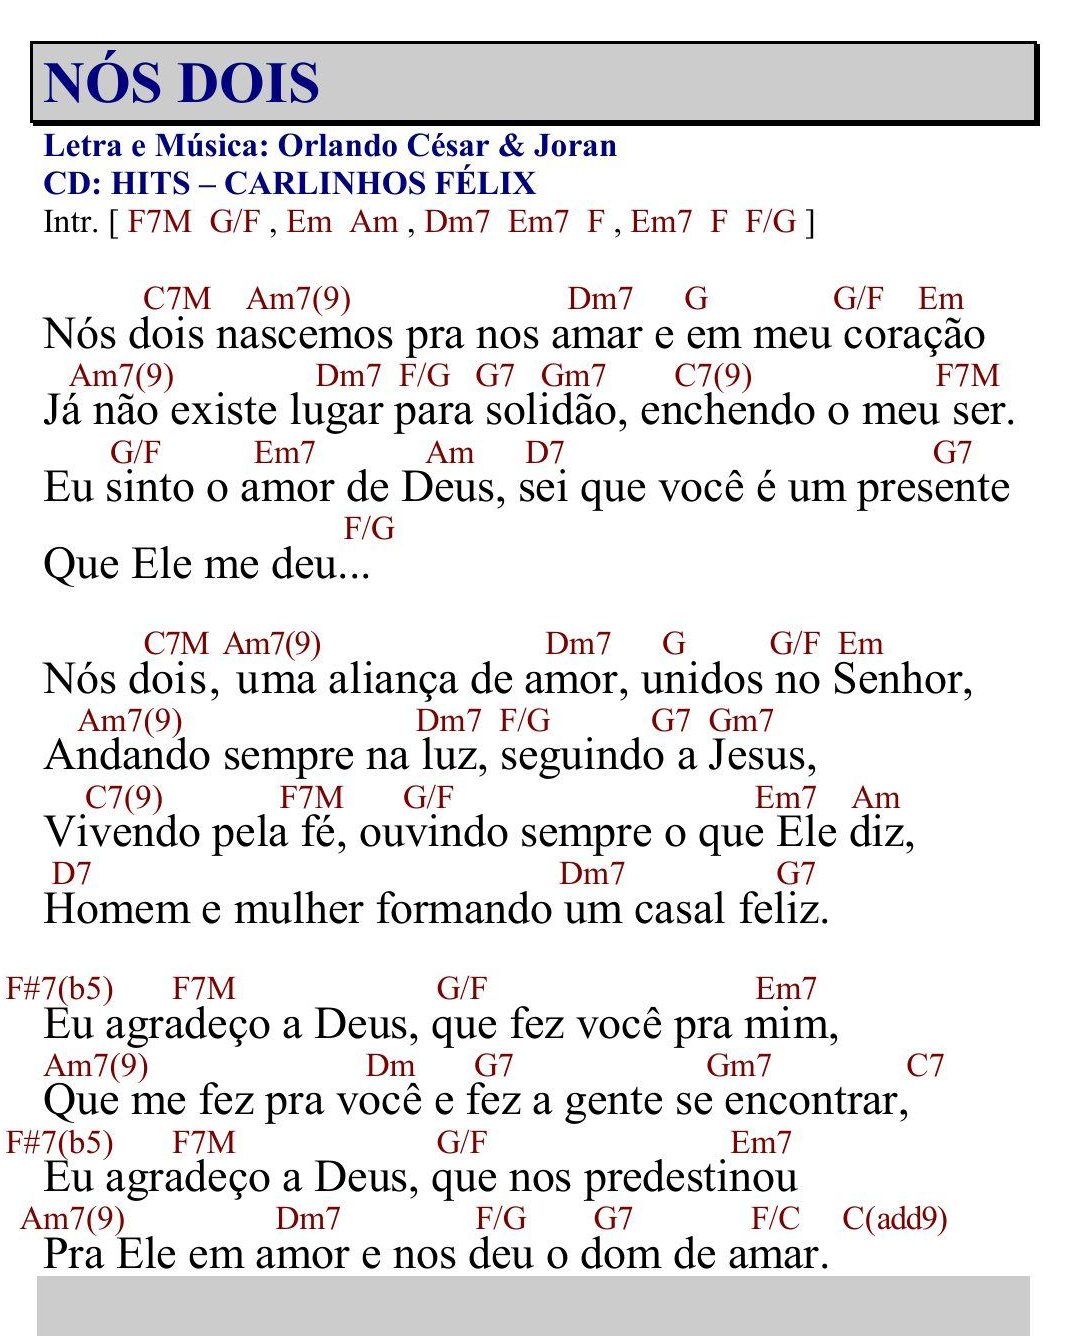 NÓS DOIS
Letra e Música: Orlando César & Joran
CD: HITS – CARLINHOS FÉLIX
Intr. [ F7M G/F , Em Am , Dm7 Em7 F , Em7 F F/G ]
C7M Am7(9) Dm7 G G/F Em
Nós dois nascemos pra nos amar e em meu coração
Am7(9) Dm7 F/G G7 Gm7 C7(9) F7M
Já não existe lugar para solidão, enchendo o meu ser.
G/F Em7 Am D7 G7
Eu sinto o amor de Deus, sei que você é um presente
F/G
Que Ele me deu...
C7M Am7(9) Dm7 G G/F Em
Nós dois, uma aliança de amor, unidos no Senhor,
Am7(9) Dm7 F/G G7 Gm7
Andando sempre na luz, seguindo a Jesus,
C7(9) F7M G/F Em7 Am
Vivendo pela fé, ouvindo sempre o que Ele diz,
D7 Dm7 G7
Homem e mulher formando um casal feliz.
F#7(b5) F7M G/F Em7
Eu agradeço a Deus, que fez você pra mim,
Am7(9) Dm G7 Gm7 C7
Que me fez pra você e fez a gente se encontrar,
F#7(b5) F7M G/F Em7
Eu agradeço a Deus, que nos predestinou
Am7(9) Dm7 F/G G7 F/C C(add9)
Pra Ele em amor e nos deu o dom de amar.